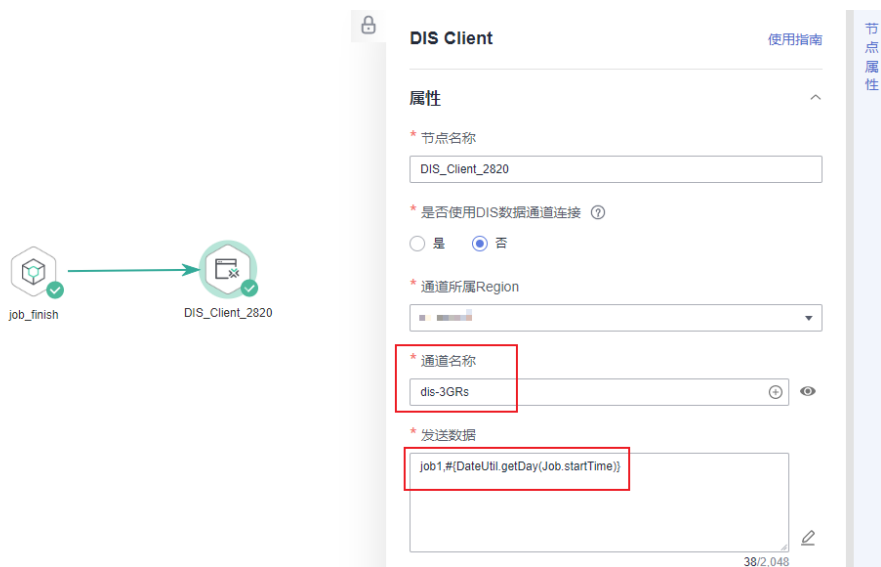 DIS Client
使用指南
节点属性
属性
* 节点名称
DIS_Client_2820
* 是否使用DIS数据通道连接
是
否
* 通道所属Region
* 通道名称
dis-3GRs
* 发送数据
job1,#{DateUtil.getDay(Job.startTime)}
38/2,048
job_finish
DIS_Client_2820